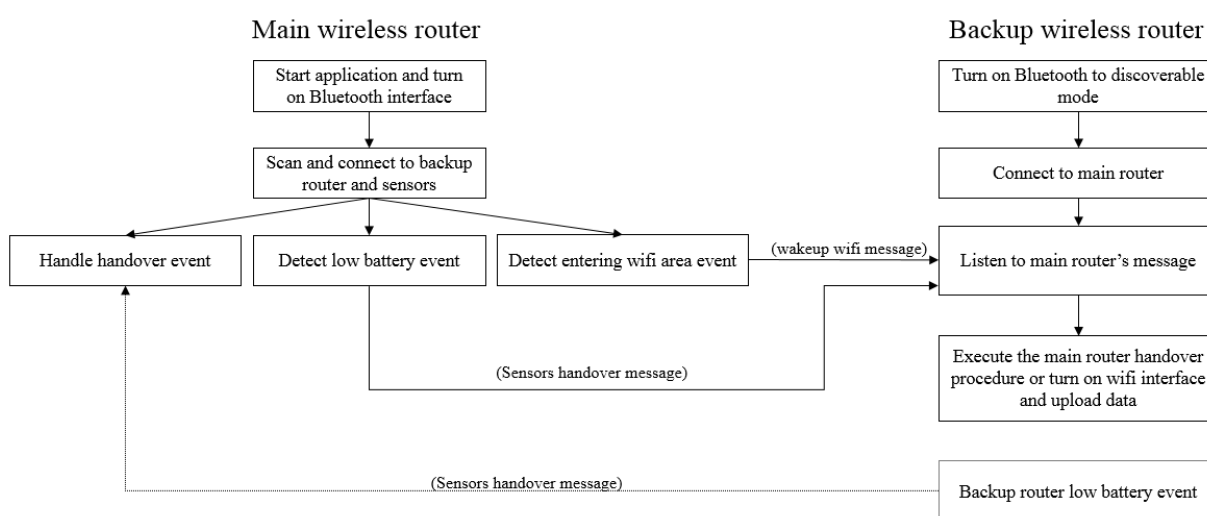 Main wireless router
Backup wireless router
Start application and turn
on Bluetooth interface
Turn on Bluetooth to discoverable
mode
Scan and connect to backup
router and sensors
Connect to main router
Handle handover event
Detect low battery event
Detect entering wifi area event
(wakeup wifi message)
Listen to main router's message
(Sensors handover message)
Execute the main router handover
procedure or turn on wifi interface
and upload data
(Sensors handover message)
Backup router low battery event